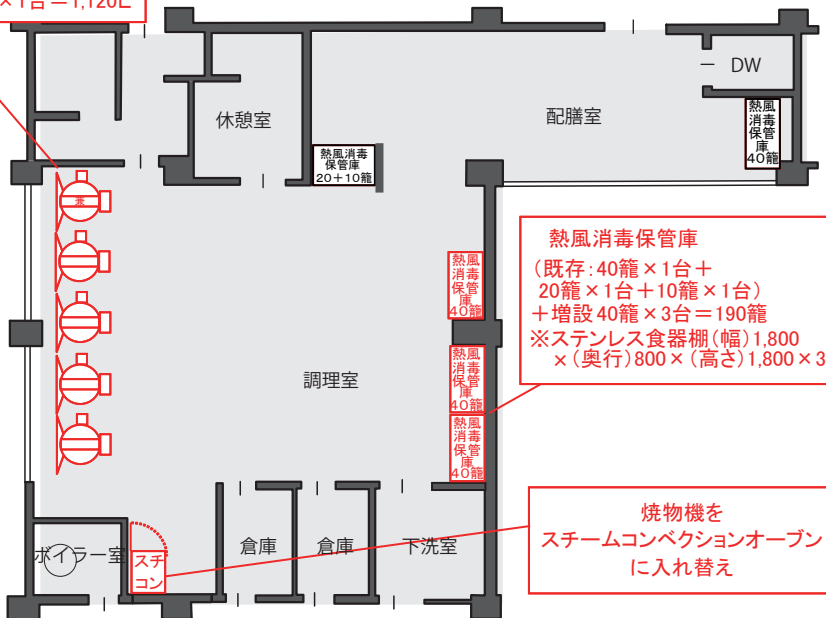 ×1台＝1,120L
DW
休憩室
配膳室
熱風
消毒
保管
庫
40籠
熱風消毒
保管庫
20＋10籠
兼
熱風
消毒
保管
庫
40籠
熱風消毒保管庫
（既存：40籠×1台＋
20籠×1台＋10籠×1台）
＋増設40籠×3台＝190籠
※ステンレス食器棚（幅）1,800
×（奥行）800×（高さ）1,800×3
熱風
消毒
保管
庫
40籠
調理室
熱風
消毒
保管
庫
40籠
焼物機を
スチームコンベクションオーブン
に入れ替え
ボイラー室
スチ
コン
倉庫
倉庫
下洗室